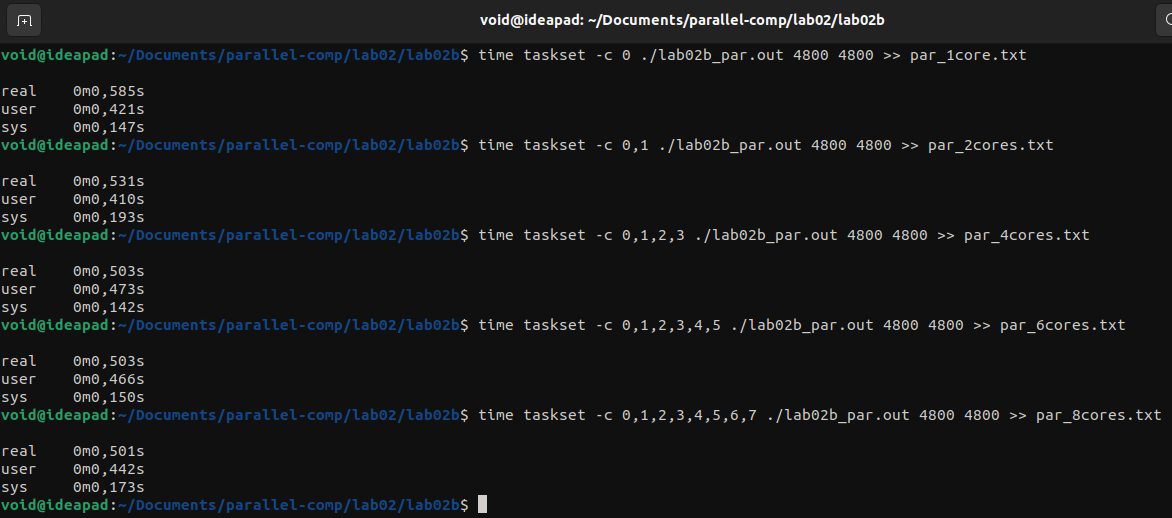 void@ideapad: ~/Documents/parallel-comp/lab02/lab02b
void@ideapad:~/Documents/parallel-comp/lab02/lab02b$ time taskset -c 0 ./lab02b_par.out 4800 4800 >> par_1core.txt
real 0m0,585s
user 0m0,421s
sys 0m0,147s
void@ideapad:~/Documents/parallel-comp/lab02/lab02b$ time taskset -c 0,1 ./lab02b_par.out 4800 4800 >> par_2cores.txt
real 0m0,531s
user 0m0,410s
sys 0m0,193s
void@ideapad:~/Documents/parallel-comp/lab02/lab02b$ time taskset -c 0,1,2,3 ./lab02b_par.out 4800 4800 >> par_4cores.txt
real 0m0,503s
user 0m0,473s
sys 0m0,142s
void@ideapad:~/Documents/parallel-comp/lab02/lab02b$ time taskset -c 0,1,2,3,4,5 ./lab02b_par.out 4800 4800 >> par_6cores.txt
real 0m0,503s
user 0m0,466s
sys 0m0,150s
void@ideapad:~/Documents/parallel-comp/lab02/lab02b$ time taskset -c 0,1,2,3,4,5,6,7 ./lab02b_par.out 4800 4800 >> par_8cores.txt
real 0m0,501s
user 0m0,442s
sys 0m0,173s
void@ideapad:~/Documents/parallel-comp/lab02/lab02b$